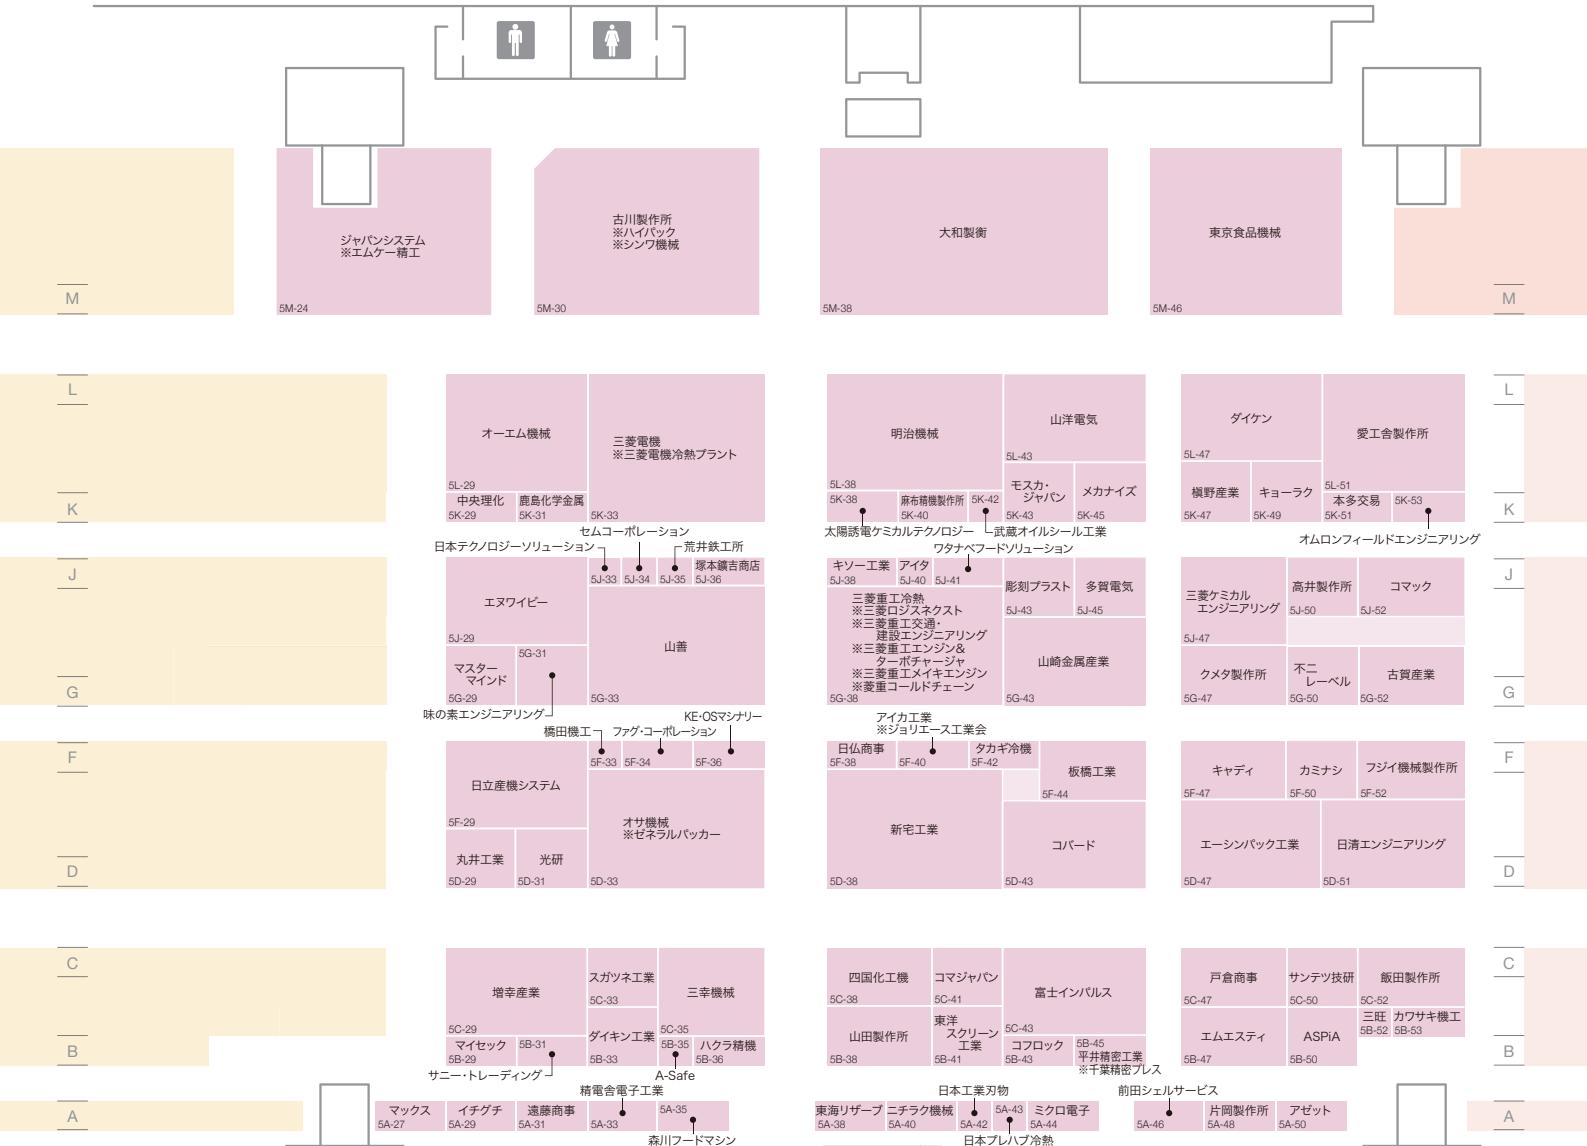 ジャパンシステム
※エムケー精工
5M-24
古川製作所
※ハイパック
※シンワ機械
5M-30
大和製衡
5M-38
東京食品機械
5M-46
M
M
L
オーエム機械
5L-29
三菱電機
※三菱電機冷熱プラント
5K-33
中央理化
5K-29
鹿島化学金属
5K-31
明治機械
5L-38
山洋電気
5L-43
5K-38
太陽誘電ケミカルテクノロジー
麻布精機製作所
5K-40
5K-42
武蔵オイルシール工業
モスカ・
ジャパン
5K-43
メカナイズ
5K-45
ダイケン
5L-47
愛工舎製作所
5L-51
槇野産業
5K-47
キョーラク
5K-49
本多交易
5K-51
5K-53
オムロンフィールドエンジニアリング
L
K
K
セムコーポレーション
日本テクノロジーソリューション
荒井鉄工所
ワタナベフードソリューション
J
エヌワイビー
5J-29
5J-33
5J-34
5J-35
塚本鑛吉商店
5J-36
山善
5G-33
マスター
マインド
5G-29
5G-31
味の素エンジニアリング
キソー工業
5J-38
アイタ
5J-40
5J-41
彫刻プラスト
5J-43
多賀電気
5J-45
三菱重工冷熱
※三菱ロジスネクスト
※三菱重工交通・
建設エンジニアリング
※三菱重工エンジン&
ターボチャージャ
※三菱重工メイキエンジン
※菱重コールドチェーン
5G-38
山崎金属産業
5G-43
三菱ケミカル
エンジニアリング
5J-47
高井製作所
5J-50
コマック
5J-52
クメタ製作所
5G-47
不二
レーベル
5G-50
古賀産業
5G-52
J
G
G
KE・OSマシナリー
橋田機工
ファグ・コーポレーション
アイカ工業
※ジョリエース工業会
F
日立産機システム
5F-29
5F-33
5F-34
5F-36
オサ機械
※ゼネラルパッカー
5D-33
丸井工業
5D-29
光研
5D-31
日仏商事
5F-38
5F-40
タカギ冷機
5F-42
板橋工業
5F-44
新宅工業
5D-38
コバード
5D-43
キャディ
5F-47
カミナシ
5F-50
フジイ機械製作所
5F-52
エーシンパック工業
5D-47
日清エンジニアリング
5D-51
F
D
D
C
増幸産業
5C-29
スガツネ工業
5C-33
三幸機械
5C-35
マイセック
5B-29
5B-31
サニー・トレーディング
ダイキン工業
5B-33
5B-35
A-Safe
ハクラ精機
5B-36
四国化工機
5C-38
コマジャパン
5C-41
富士インパルス
5C-43
山田製作所
5B-38
東洋
スクリーン
工業
5B-41
コフロック
5B-43
5B-45
平井精密工業
※千葉精密プレス
戸倉商事
5C-47
サンテツ技研
5C-50
飯田製作所
5C-52
エムエスティ
5B-47
ASPiA
5B-50
三旺
5B-52
カワサキ機工
5B-53
C
B
B
精電舎電子工業
日本工業刃物
前田シェルサービス
A
マックス
5A-27
イチグチ
5A-29
遠藤商事
5A-31
5A-33
5A-35
森川フードマシン
東海リザーブ
5A-38
ニチラク機械
5A-40
5A-42
5A-43
日本プレハブ冷熱
ミクロ電子
5A-44
5A-46
片岡製作所
5A-48
アゼット
5A-50
A